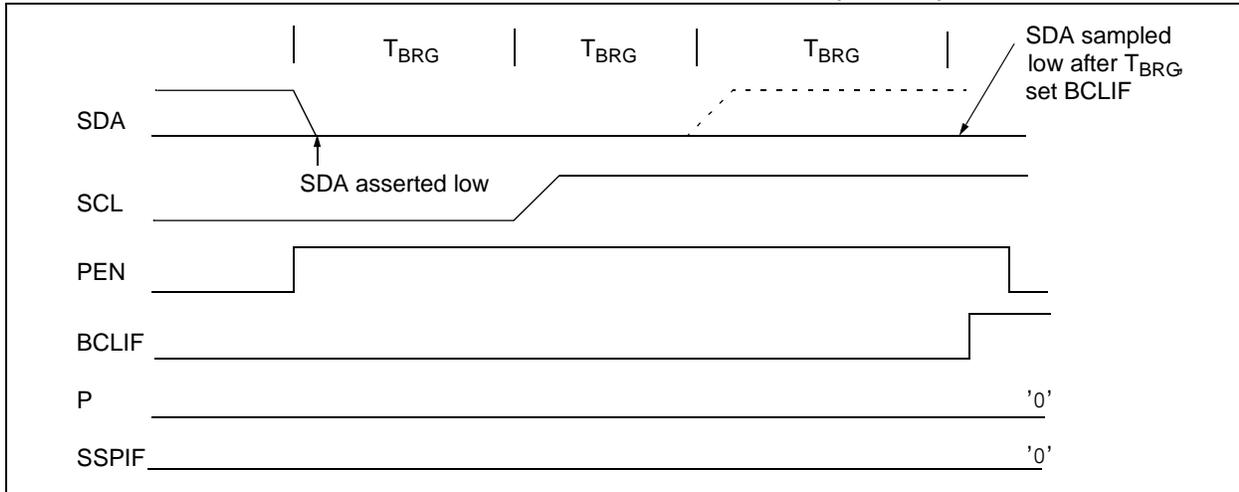 TBRG TBRG TBRG
SDA sampled
low after TBRG,
set BCLIF
SDA
SDA asserted low
SCL
PEN
BCLIF
P '0'
SSPIF '0'